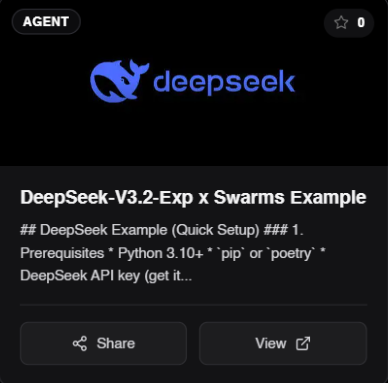 AGENT
0
deepseek
DeepSeek-V3.2-Exp x Swarms Example
## DeepSeek Example (Quick Setup) ### 1.
Prerequisites * Python 3.10+ * `pip` or `poetry` *
DeepSeek API key (get it...
Share
View